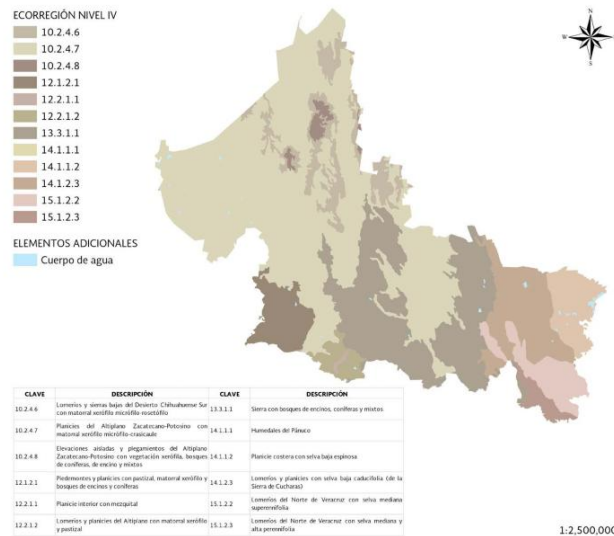 ECORREGIÓN NIVEL IV
10.2.4.6
10.2.4.7
10.2.4.8
12.1.2.1
12.2.1.1
12.2.1.2
13.3.1.1
14.1.1.1
14.1.1.2
14.1.2.3
15.1.2.2
15.1.2.3
ELEMENTOS ADICIONALES
Cuerpo de agua
N
W
E
S
CLAVE DESCRIPCIÓN CLAVE DESCRIPCIÓN
10.2.4.6 Lomeríos y sierras bajas del Desierto Chihuahuense Sur
con matorral xerófilo micrófilo-rosetófilo
13.3.1.1 Sierra con bosques de encinos, coníferas y mixtos
10.2.4.7 Planicies del Altiplano Zacatecano-Potosino con
matorral xerófilo micrófilo-crasicaule
14.1.1.1 Humedales del Pánuco
10.2.4.8 Elevaciones aisladas y plegamientos del Altiplano
Zacatecano-Potosino con vegetación xerófila, bosques
de coníferas, de encino y mixtos
14.1.1.2 Planicie costera con selva baja espinosa
12.1.2.1 Piedemontes y planicies con pastizal, matorral xerófilo y
bosques de encinos y coníferas
14.1.2.3 Lomeríos y planicies con selva baja caducifolia (de la
Sierra de Cucharas)
12.2.1.1 Planicie interior con mezquital
15.1.2.2 Lomeríos del Norte de Veracruz con selva mediana
superennifolia
12.2.1.2 Lomeríos y planicies del Altiplano con matorral xerófilo
y pastizal
15.1.2.3 Lomeríos del Norte de Veracruz con selva mediana y
alta perennifolia
1:2,500,000